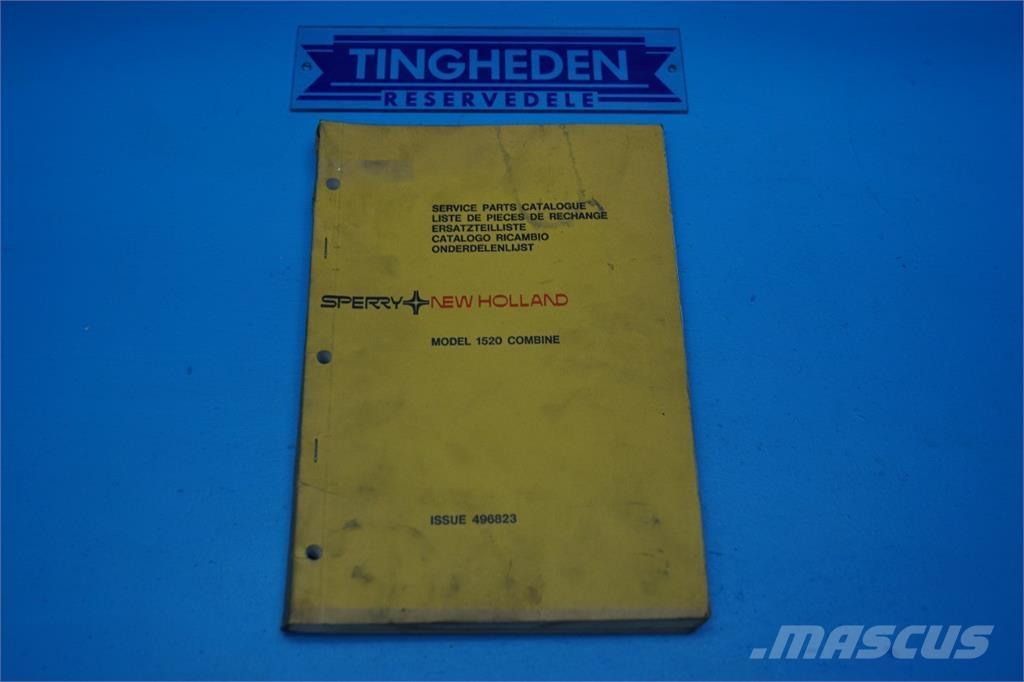 TINGHEDEN
RESERVEDELE
SERVICE PARTS CATALOGUE
LISTE DE PIECES DE RECHANGE
ERSATZTEILLISTE
CATALOGO RICAMBIO
ONDERDELENLIJST
SPERRY NEW HOLLAND
MODEL 1520 COMBINE
ISSUE 496823
.MASCUS